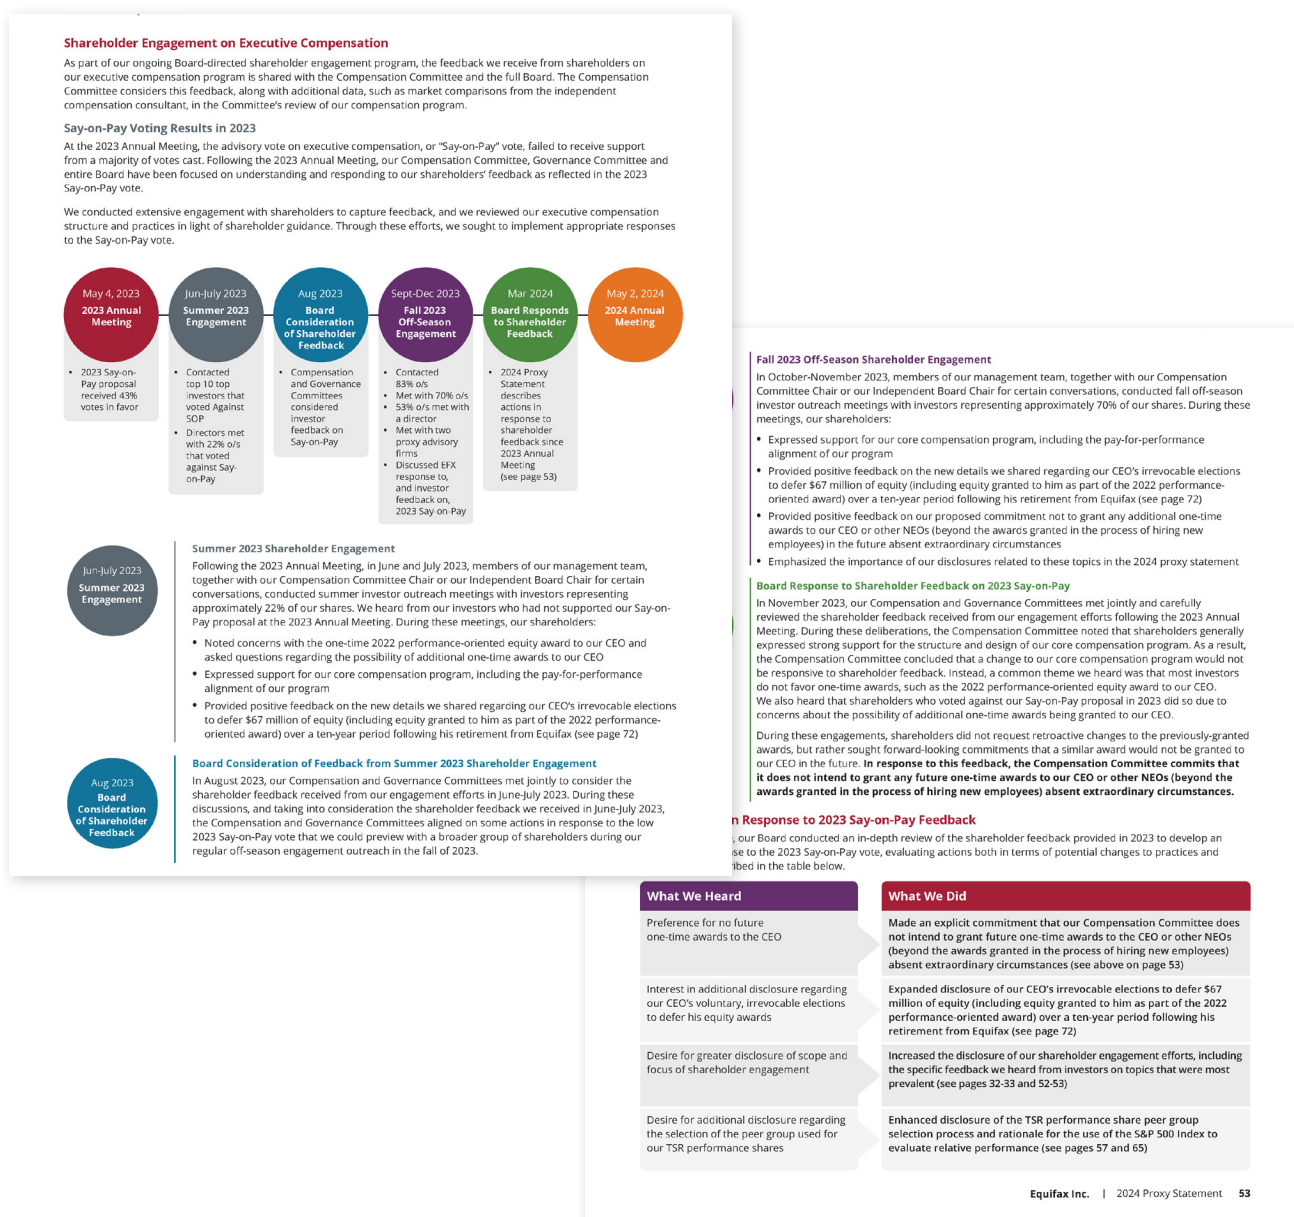 Shareholder Engagement on Executive Compensation
As part of our ongoing Board-directed shareholder engagement program, the feedback we receive from shareholders on
our executive compensation program is shared with the Compensation Committee and the full Board. The Compensation
Committee considers this feedback, along with additional data, such as market comparisons from the independent
compensation consultant, in the Committee's review of our compensation program.
Say-on-Pay Voting Results in 2023
At the 2023 Annual Meeting, the advisory vote on executive compensation, or “Say-on-Pay” vote, failed to receive support
from a majority of votes cast. Following the 2023 Annual Meeting, our Compensation Committee, Governance Committee and
entire Board have been focused on understanding and responding to our shareholders’ feedback as reflected in the 2023
Say-on-Pay vote.
We conducted extensive engagement with shareholders to capture feedback, and we reviewed our executive compensation
structure and practices in light of shareholder guidance. Through these efforts, we sought to implement appropriate responses
to the Say-on-Pay vote.
May 4, 2023
2023 Annual
Meeting
• 2023 Say-on-
Pay proposal
received 43%
votes in favor
Jun-July 2023
Summer 2023
Engagement
• Contacted
top 10 top
investors that
voted Against
SOP
• Directors met
with 22% o/s
that voted
against Say-
on-Pay
Aug 2023
Board
Consideration
of Shareholder
Feedback
• Compensation
and Governance
Committees
considered
investor
feedback on
Say-on-Pay
Sept-Dec 2023
Fall 2023
Off-Season
Engagement
• Contacted
83% o/s
• Met with 70% o/s
• 53% o/s met with
a director
• Met with two
proxy advisory
firms
• Discussed EFX
response to,
and investor
feedback on,
2023 Say-on-Pay
Mar 2024
Board Responds
to Shareholder
Feedback
• 2024 Proxy
Statement
describes
actions in
response to
shareholder
feedback since
2023 Annual
Meeting
(see page 53)
May 2, 2024
2024 Annual
Meeting
Jun-July 2023
Summer 2023
Engagement
Summer 2023 Shareholder Engagement
Following the 2023 Annual Meeting, in June and July 2023, members of our management team,
together with our Compensation Committee Chair or our Independent Board Chair for certain
conversations, conducted summer investor outreach meetings with investors representing
approximately 22% of our shares. We heard from our investors who had not supported our Say-on-
Pay proposal at the 2023 Annual Meeting. During these meetings, our shareholders:
• Noted concerns with the one-time 2022 performance-oriented equity award to our CEO and
asked questions regarding the possibility of additional one-time awards to our CEO
• Expressed support for our core compensation program, including the pay-for-performance
alignment of our program
• Provided positive feedback on the new details we shared regarding our CEO’s irrevocable elections
to defer $67 million of equity (including equity granted to him as part of the 2022 performance-
oriented award) over a ten-year period following his retirement from Equifax (see page 72)
Aug 2023
Board
Consideration
of Shareholder
Feedback
Board Consideration of Feedback from Summer 2023 Shareholder Engagement
In August 2023, our Compensation and Governance Committees met jointly to consider the
shareholder feedback received from our engagement efforts in June-July 2023. During these
discussions, and taking into consideration the shareholder feedback we received in June-July 2023,
the Compensation and Governance Committees aligned on some actions in response to the low
2023 Say-on-Pay vote that we could preview with a broader group of shareholders during our
regular off-season engagement outreach in the fall of 2023.
Fall 2023 Off-Season Shareholder Engagement
In October-November 2023, members of our management team, together with our Compensation
Committee Chair or our Independent Board Chair for certain conversations, conducted fall off-season
investor outreach meetings with investors representing approximately 70% of our shares. During these
meetings, our shareholders:
• Expressed support for our core compensation program, including the pay-for-performance
alignment of our program
• Provided positive feedback on the new details we shared regarding our CEO’s irrevocable elections
to defer $67 million of equity (including equity granted to him as part of the 2022 performance-
oriented award) over a ten-year period following his retirement from Equifax (see page 72)
• Provided positive feedback on our proposed commitment not to grant any additional one-time
awards to our CEO or other NEOs (beyond the awards granted in the process of hiring new
employees) in the future absent extraordinary circumstances
• Emphasized the importance of our disclosures related to these topics in the 2024 proxy statement
Board Response to Shareholder Feedback on 2023 Say-on-Pay
In November 2023, our Compensation and Governance Committees met jointly and carefully
reviewed the shareholder feedback received from our engagement efforts following the 2023 Annual
Meeting. During these deliberations, the Compensation Committee noted that shareholders generally
expressed strong support for the structure and design of our core compensation program. As a result,
the Compensation Committee concluded that a change to our core compensation program would not
be responsive to shareholder feedback. Instead, a common theme we heard was that most investors
do not favor one-time awards, such as the 2022 performance-oriented equity award to our CEO.
We also heard that shareholders who voted against our Say-on-Pay proposal in 2023 did so due to
concerns about the possibility of additional one-time awards being granted to our CEO.
During these engagements, shareholders did not request retroactive changes to the previously-granted
awards, but rather sought forward-looking commitments that a similar award would not be granted to
our CEO in the future. In response to this feedback, the Compensation Committee commits that
it does not intend to grant any future one-time awards to our CEO or other NEOs (beyond the
awards granted in the process of hiring new employees) absent extraordinary circumstances.
n Response to 2023 Say-on-Pay Feedback
, our Board conducted an in-depth review of the shareholder feedback provided in 2023 to develop an
se to the 2023 Say-on-Pay vote, evaluating actions both in terms of potential changes to practices and
ribed in the table below.
What We Heard
What We Did
Preference for no future
one-time awards to the CEO
Made an explicit commitment that our Compensation Committee does
not intend to grant future one-time awards to the CEO or other NEOs
(beyond the awards granted in the process of hiring new employees)
absent extraordinary circumstances (see above on page 53)
Interest in additional disclosure regarding
our CEO’s voluntary, irrevocable elections
to defer his equity awards
Expanded disclosure of our CEO’s irrevocable elections to defer $67
million of equity (including equity granted to him as part of the 2022
performance-oriented award) over a ten-year period following his
retirement from Equifax (see page 72)
Desire for greater disclosure of scope and
focus of shareholder engagement
Increased the disclosure of our shareholder engagement efforts, including
the specific feedback we heard from investors on topics that were most
prevalent (see pages 32-33 and 52-53)
Desire for additional disclosure regarding
the selection of the peer group used for
our TSR performance shares
Enhanced disclosure of the TSR performance share peer group
selection process and rationale for the use of the S&P 500 Index to
evaluate relative performance (see pages 57 and 65)
Equifax Inc. | 2024 Proxy Statement 53